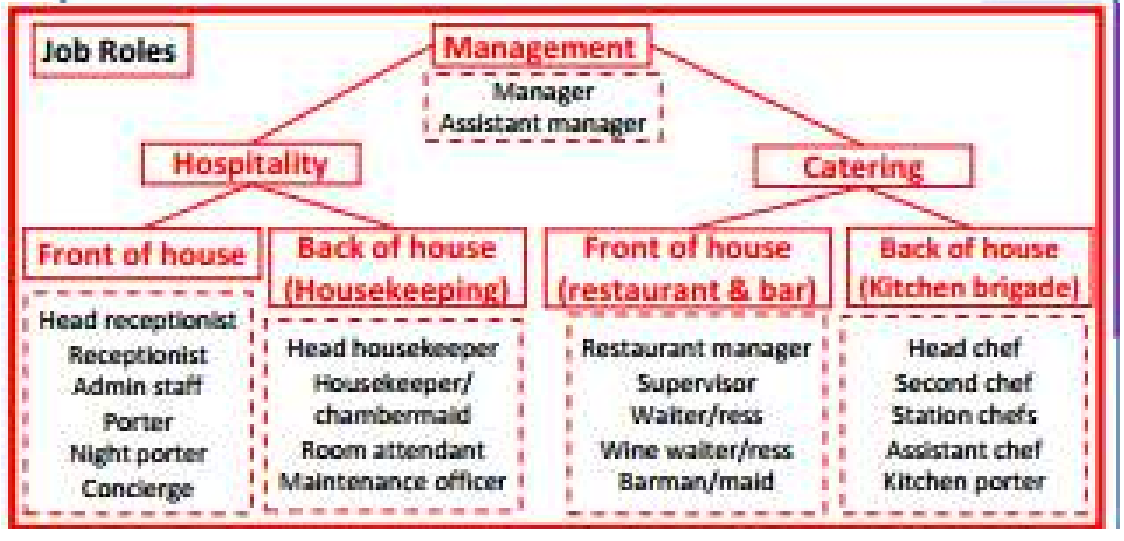 Job Roles
Management
Manager
Assistant manager
Hospitality
Catering
Front of house
Head receptionist
Receptionist
Admin staff
Porter
Night porter
Concierge
Back of house
(Housekeeping)
Head housekeeper
Housekeeper/
chambermaid
Room attendant
Maintenance officer
Front of house
(restaurant & bar)
Restaurant manager
Supervisor
Waiter/ress
Wine waiter/ress
Barman/maid
Back of house
(Kitchen brigade)
Head chef
Second chef
Station chefs
Assistant chef
Kitchen porter